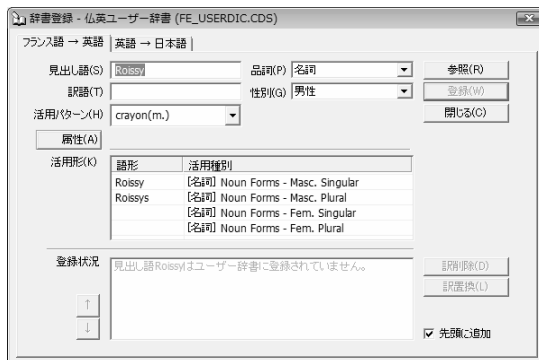 辞書登録 - 仏英ユーザー辞書 (FE_USERDIC.CDS)
フランス語 → 英語 英語 → 日本語
見出し語(S) Roissy 品詞(P) 名詞 参照(R)
訳語(T) 性別(G) 男性 登録(W)
活用パターン(H) crayon(m.) 閉じる(C)
属性(A)
活用形(K) 語形 活用種別
Roissy [名詞] Noun Forms - Masc. Singular
Roissys [名詞] Noun Forms - Masc. Plural
[名詞] Noun Forms - Fem. Singular
[名詞] Noun Forms - Fem. Plural
登録状況 見出し語Roissyはユーザー辞書に登録されていません。 訳削除(D)
訳置換(L)
↑
↓
先頭に追加